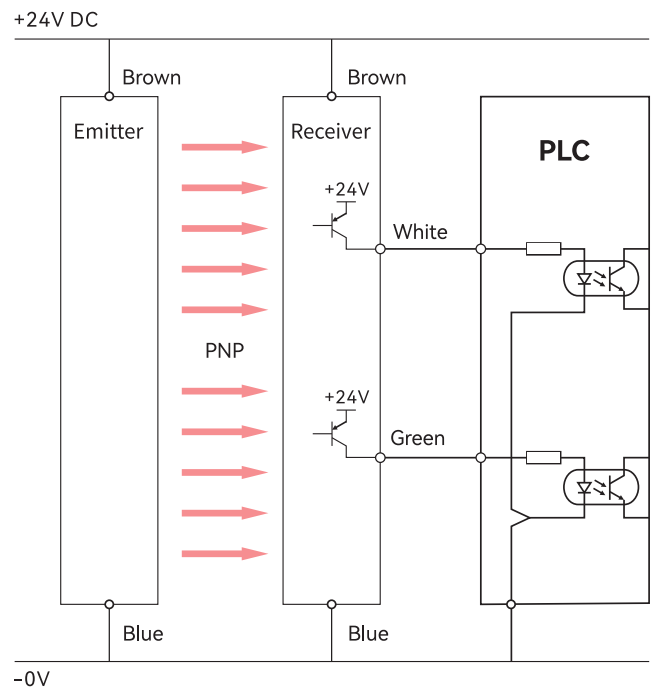 +24V DC
Brown
Brown
Emitter
Receiver
PLC
+24V
White
PNP
+24V
Green
Blue
Blue
-0V